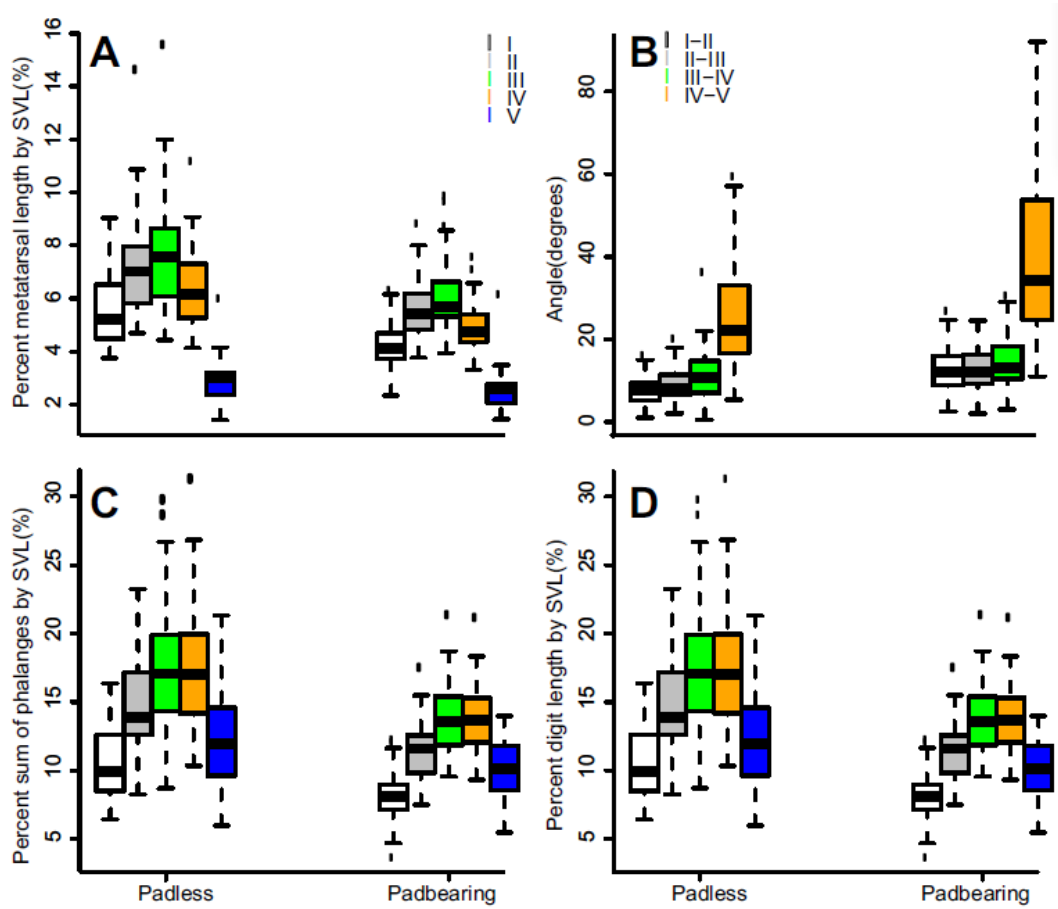 A
Percent metatarsal length by SVL(%)
16
14
12
10
8
6
4
2
I
II
III
IV
V
B
Angle(degrees)
80
60
40
20
0
I−II
II−III
III−IV
IV−V
C
Percent sum of phalanges by SVL(%)
30
25
20
15
10
5
Padless
Padbearing
D
Percent digit length by SVL(%)
30
25
20
15
10
5
Padless
Padbearing